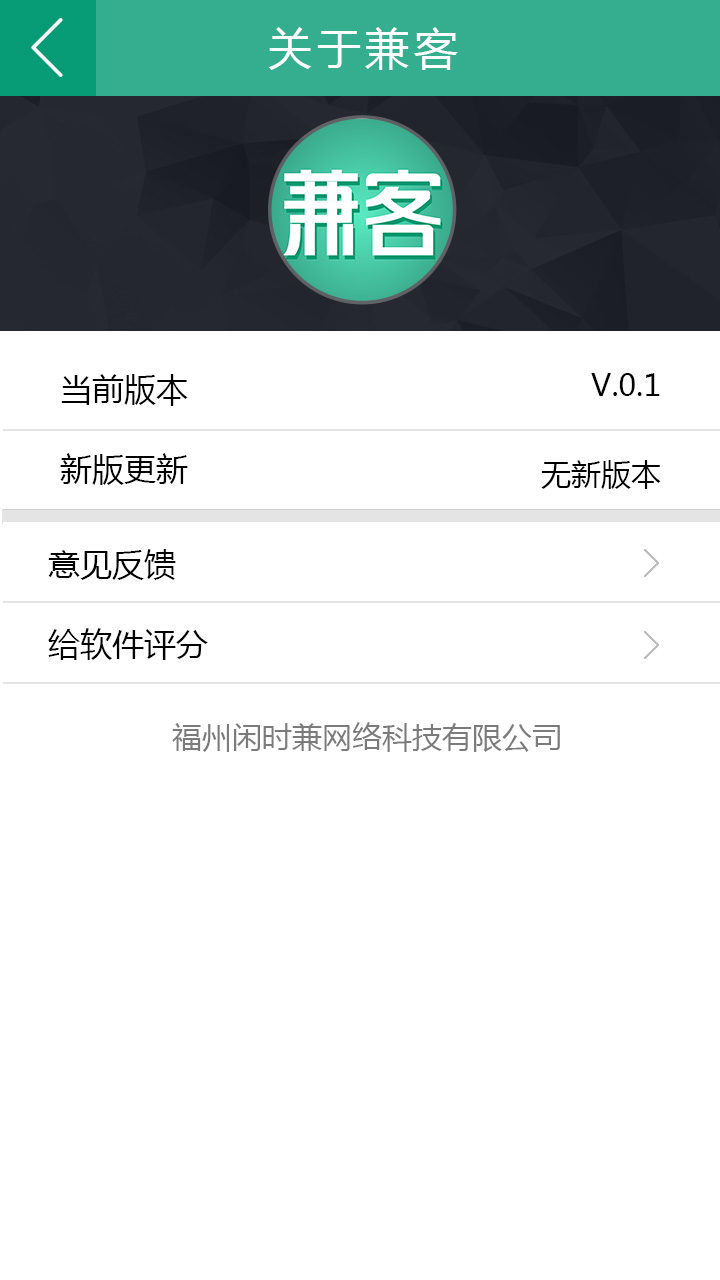 关于兼客
兼客
当前版本
V.0.1
新版更新
无新版本
意见反馈
给软件评分
福州闲时兼网络科技有限公司